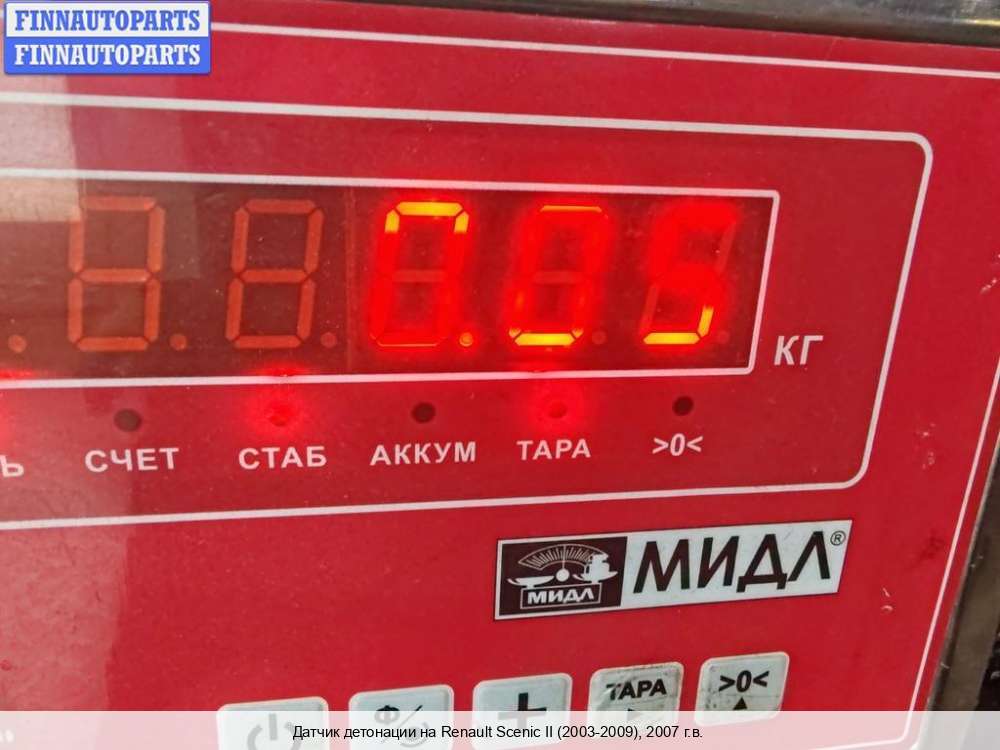 FINNAUTOPARTS
FINNAUTOPARTS
0.05
КГ
Ь
СЧЕТ
СТАБ
АККУМ
ТАРА
>0<
МИДЛ
МИДЛ®
Ф/
+
ТАРА
>0<
Датчик детонации на Renault Scenic II (2003-2009), 2007 г.в.